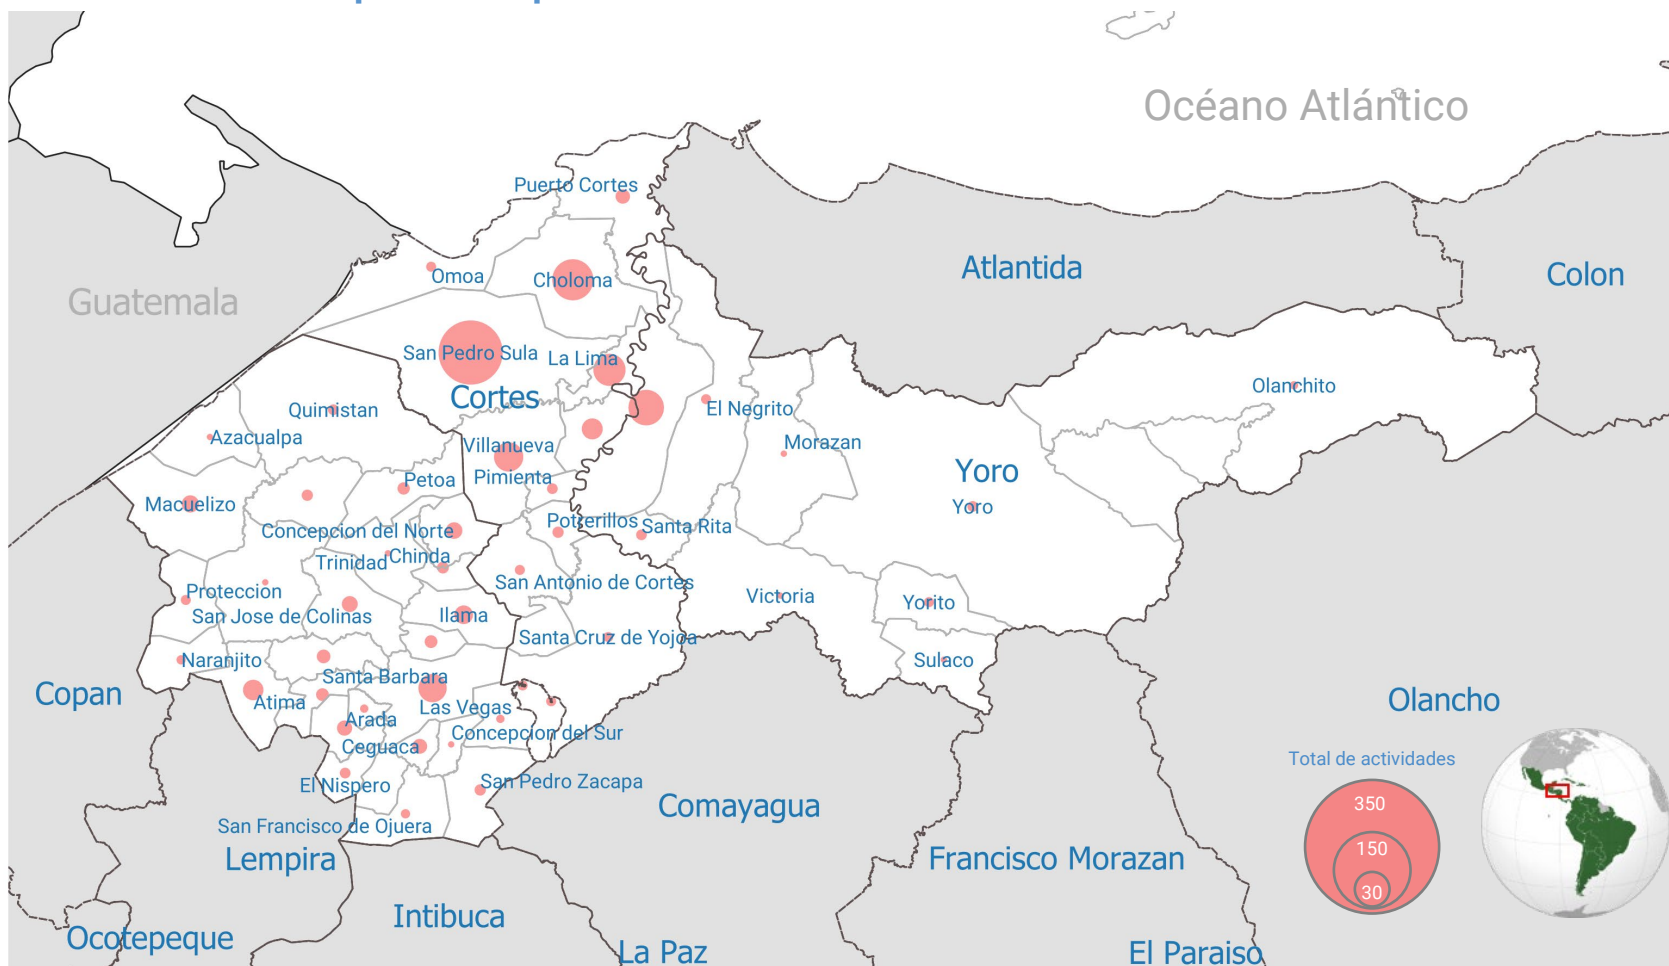 Océano Atlántico
Puerto Cortes
Atlantida
Omoa
Choloma
Colon
Guatemala
San Pedro Sula
La Lima
Olanchito
Cortes
Quimistan
El Negrito
Azacualpa
Villanueva
Morazan
Yoro
Pimienta
Petoa
Macuelizo
Yoro
Potrerillos
Santa Rita
Concepcion del Norte
Trinidad
Chinda
San Antonio de Cortes
Protección
Victoria
Yorito
San Jose de Colinas
Ilama
Santa Cruz de Yojoa
Naranjito
Sulaco
Santa Barbara
Copan
Atima
Las Vegas
Olancho
Arada
Concepcion del Sur
Ceguaca
Total de actividades
El Nispero
San Pedro Zacapa
350
Comayagua
San Francisco de Ojuera
150
Lempira
Francisco Morazan
30
Intibuca
Ocotepeque
La Paz
El Paraiso